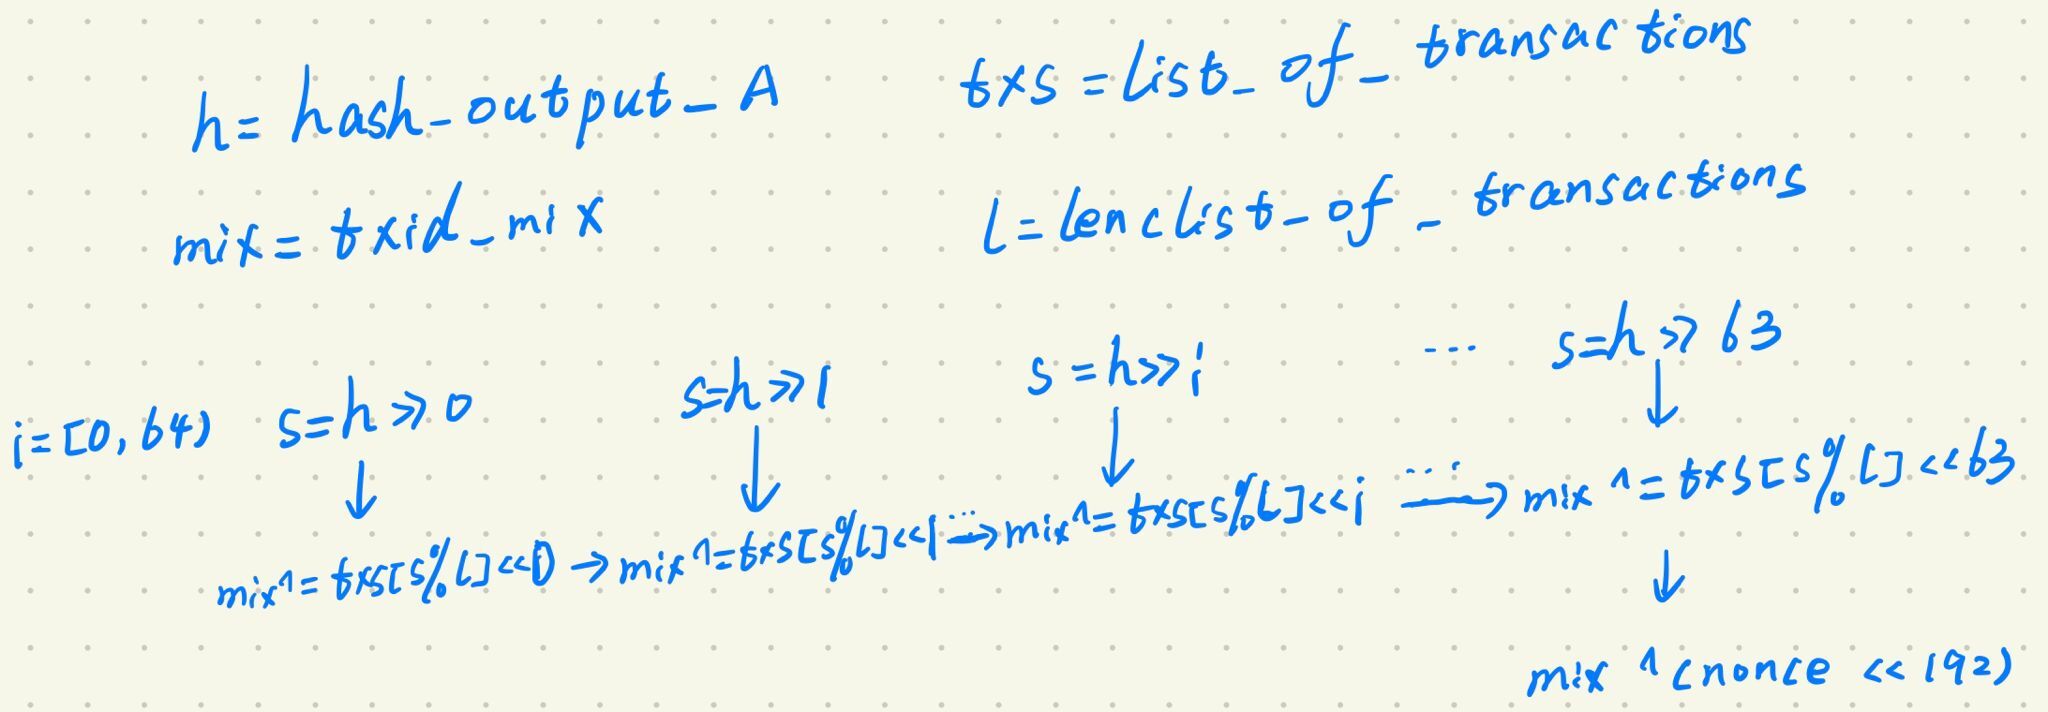 h= hash_output_A
txs = list_of_transactions
mix= txid_mix
l= len(list_of_transactions
i=[0,64)
s=h>>0
s=h>>1
s=h>>i
...
s=h>>63
mix^= txs[s%l]<<0
mix^=txs[s%l]<<1
...
mix^= txs[s%l]<<i
...
mix^= txs[s%l]<<63
mix ^(nonce << 192)